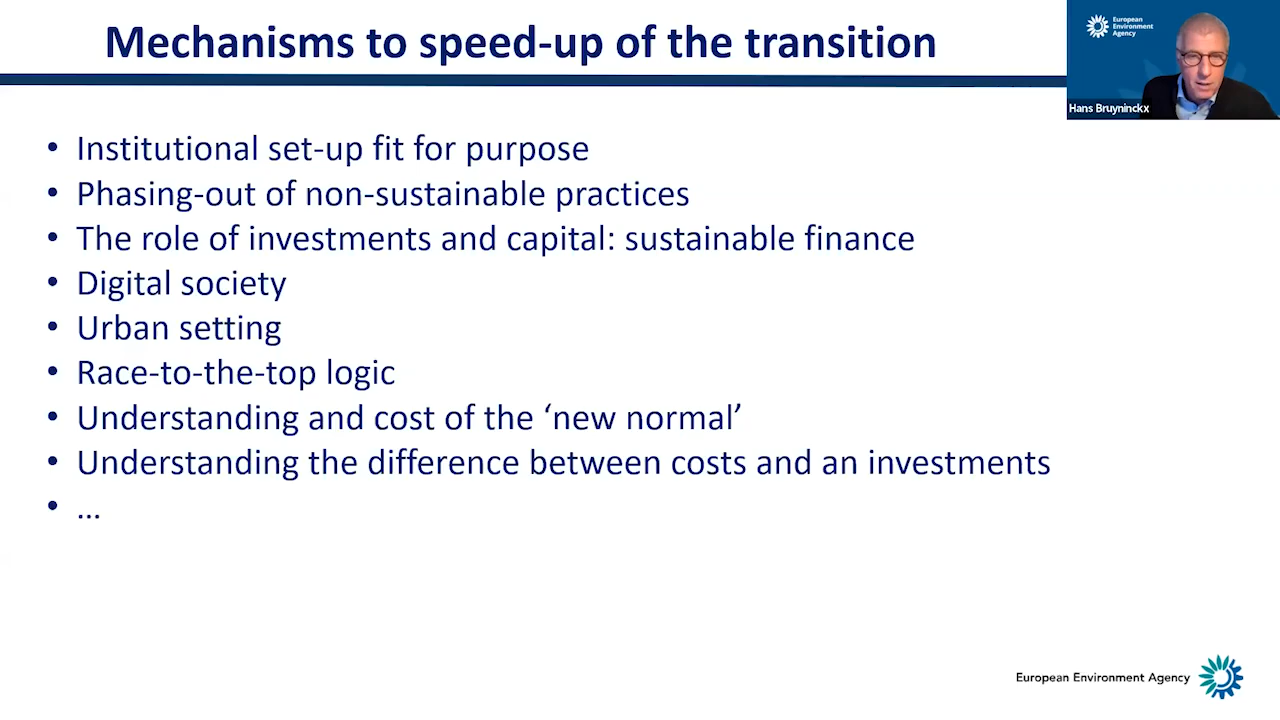 Mechanisms to speed-up of the transition
European
Environment
Agency
Hans Bruyninckx
• Institutional set-up fit for purpose
• Phasing-out of non-sustainable practices
• The role of investments and capital: sustainable finance
• Digital society
• Urban setting
• Race-to-the-top logic
• Understanding and cost of the ‘new normal’
• Understanding the difference between costs and an investments
• ...
European Environment Agency